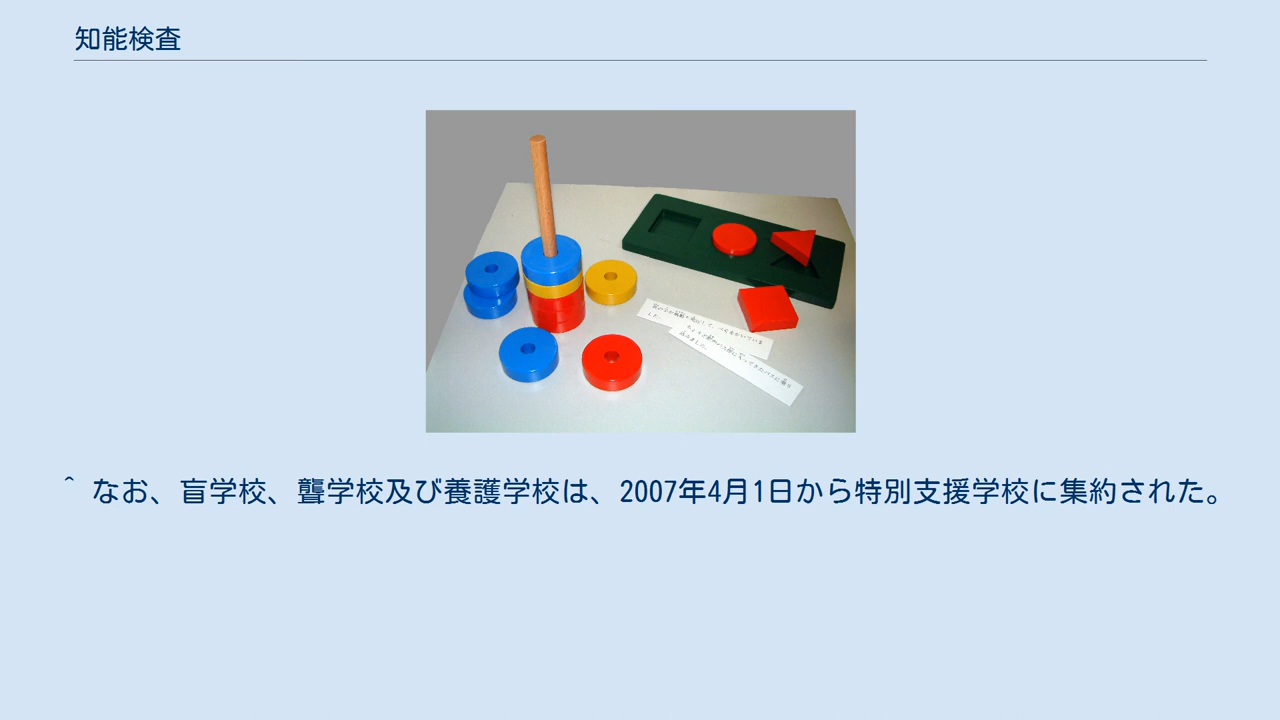 知能検査
^ なお、盲学校、聾学校及び養護学校は、2007年4月1日から特別支援学校に集約された。